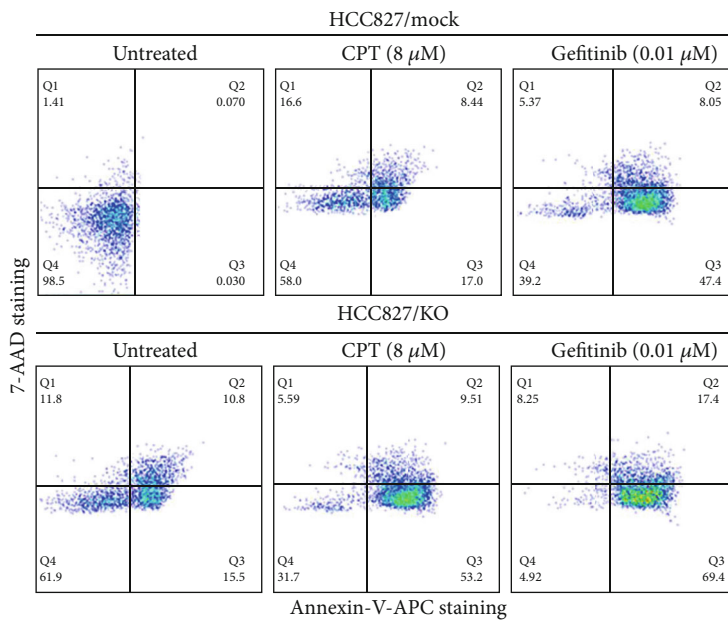 HCC827/mock
Untreated
CPT (8 μM)
Gefitinib (0.01 μM)
Q1
1.41
Q2
0.070
Q4
98.5
Q3
0.030
Q1
16.6
Q2
8.44
Q4
58.0
Q3
17.0
Q1
5.37
Q2
8.05
Q4
39.2
Q3
47.4
HCC827/KO
Untreated
CPT (8 μM)
Gefitinib (0.01 μM)
Q1
11.8
Q2
10.8
Q4
61.9
Q3
15.5
Q1
5.59
Q2
9.51
Q4
31.7
Q3
53.2
Q1
8.25
Q2
17.4
Q4
4.92
Q3
69.4
7-AAD staining
Annexin-V-APC staining